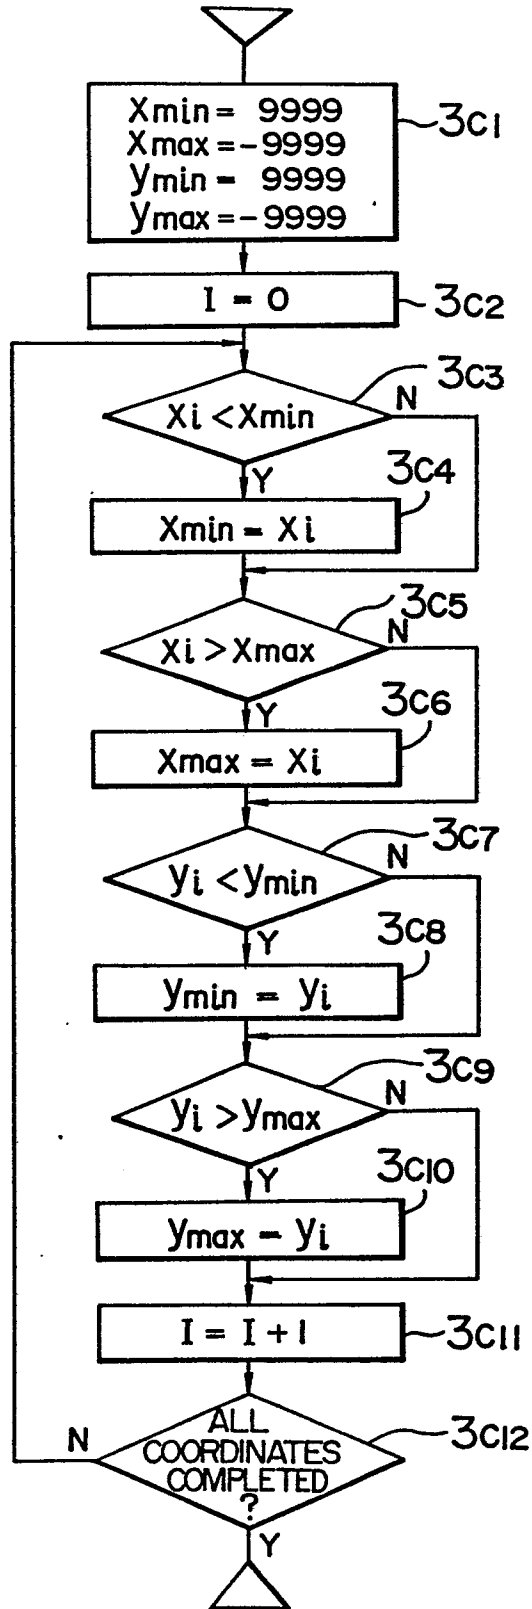 Xmin = 9999
Xmax = -9999
ymin = 9999
ymax = -9999
3C1
I = 0
3C2
3C3
Xi < Xmin
N
Y
3C4
Xmin = Xi
3C5
Xi > Xmax
N
Y
3C6
Xmax = Xi
3C7
yi < ymin
N
Y
3C8
ymin = yi
3C9
yi > ymax
N
Y
3C10
ymax - yi
I = I + 1
3C11
ALL
COORDINATES
COMPLETED
?
3C12
N
Y